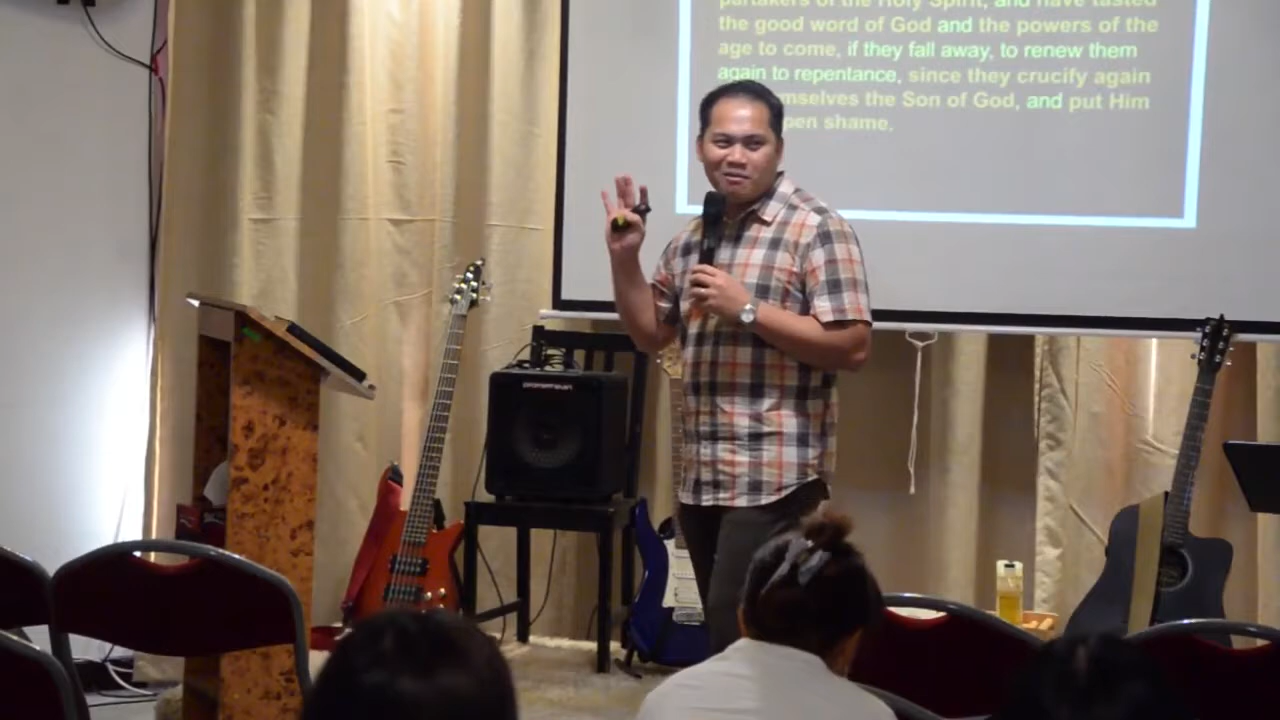 partakers of the Holy Spirit, and have tasted
the good word of God and the powers of the
age to come, if they fall away, to renew them
again to repentance, since they crucify again
mselves the Son of God, and put Him
pen shame.